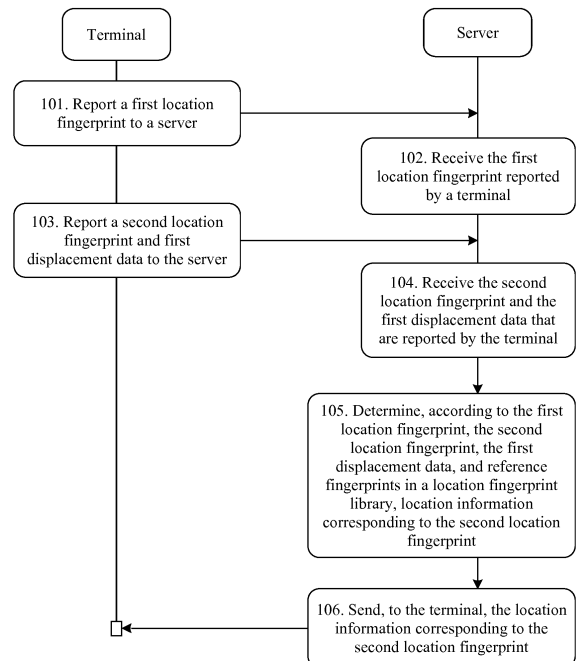 Terminal
Server
101. Report a first location
fingerprint to a server
102. Receive the first
location fingerprint reported
by a terminal
103. Report a second location
fingerprint and first
displacement data to the server
104. Receive the second
location fingerprint and the
first displacement data that
are reported by the terminal
105. Determine, according to the first
location fingerprint, the second
location fingerprint, the first
displacement data, and reference
fingerprints in a location fingerprint
library, location information
corresponding to the second location
fingerprint
106. Send, to the terminal, the location
information corresponding to the
second location fingerprint